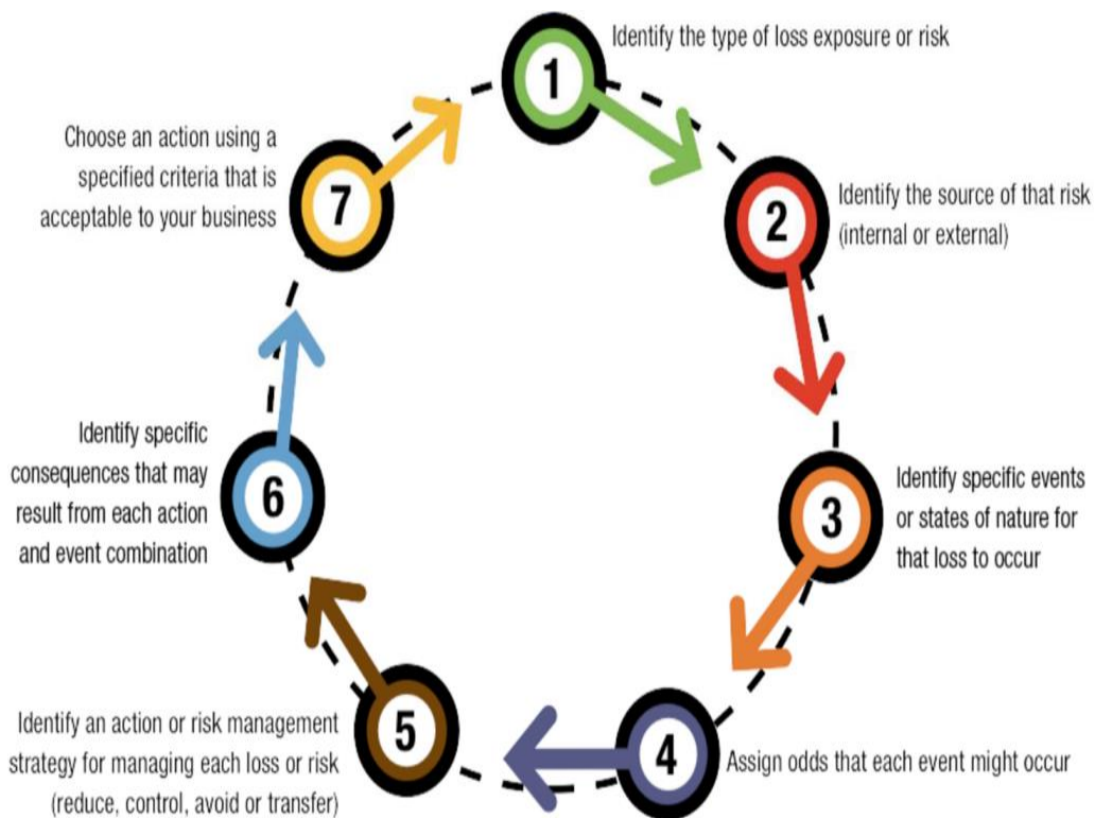 1
Identify the type of loss exposure or risk
2
Identify the source of that risk
(internal or external)
3
Identify specific events
or states of nature for
that loss to occur
4
Assign odds that each event might occur
5
Identify an action or risk management
strategy for managing each loss or risk
(reduce, control, avoid or transfer)
6
Identify specific
consequences that may
result from each action
and event combination
7
Choose an action using a
specified criteria that is
acceptable to your business